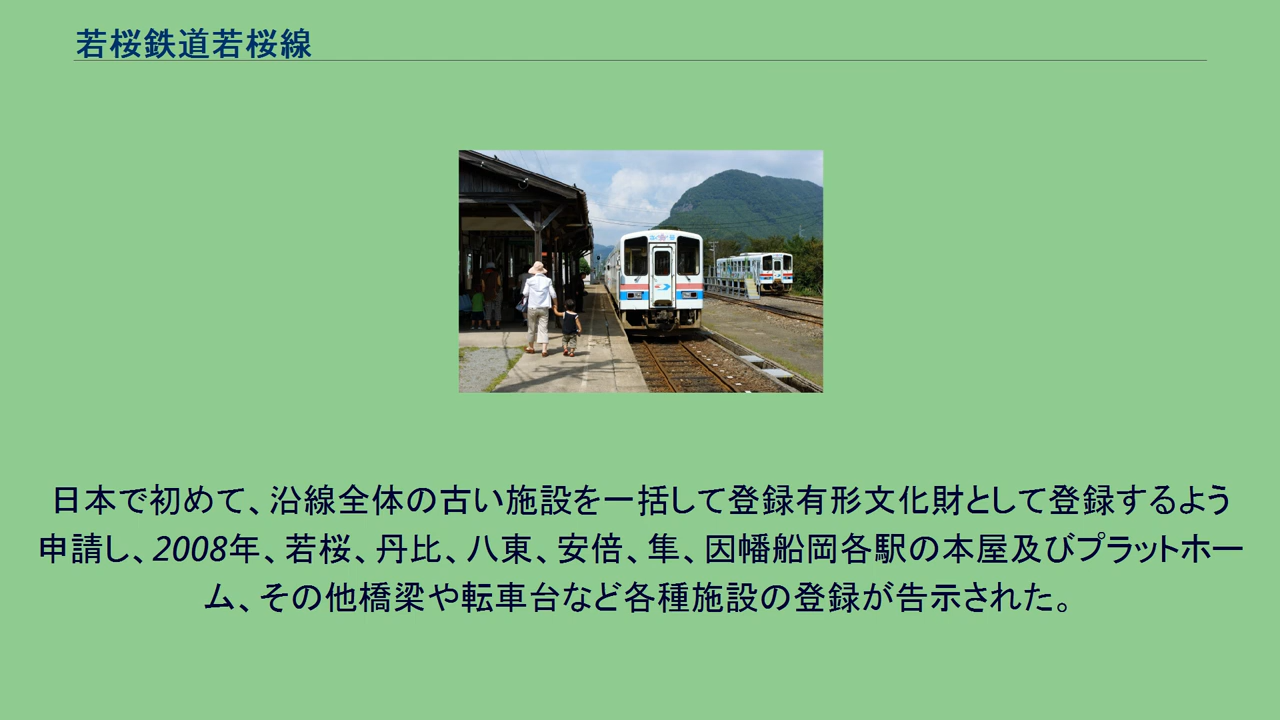 若桜鉄道若桜線
日本で初めて、沿線全体の古い施設を一括して登録有形文化財として登録するよう
申請し、2008年、若桜、丹比、八東、安倍、隼、因幡船岡各駅の本屋及びプラットホー
ム、その他橋梁や転車台など各種施設の登録が告示された。